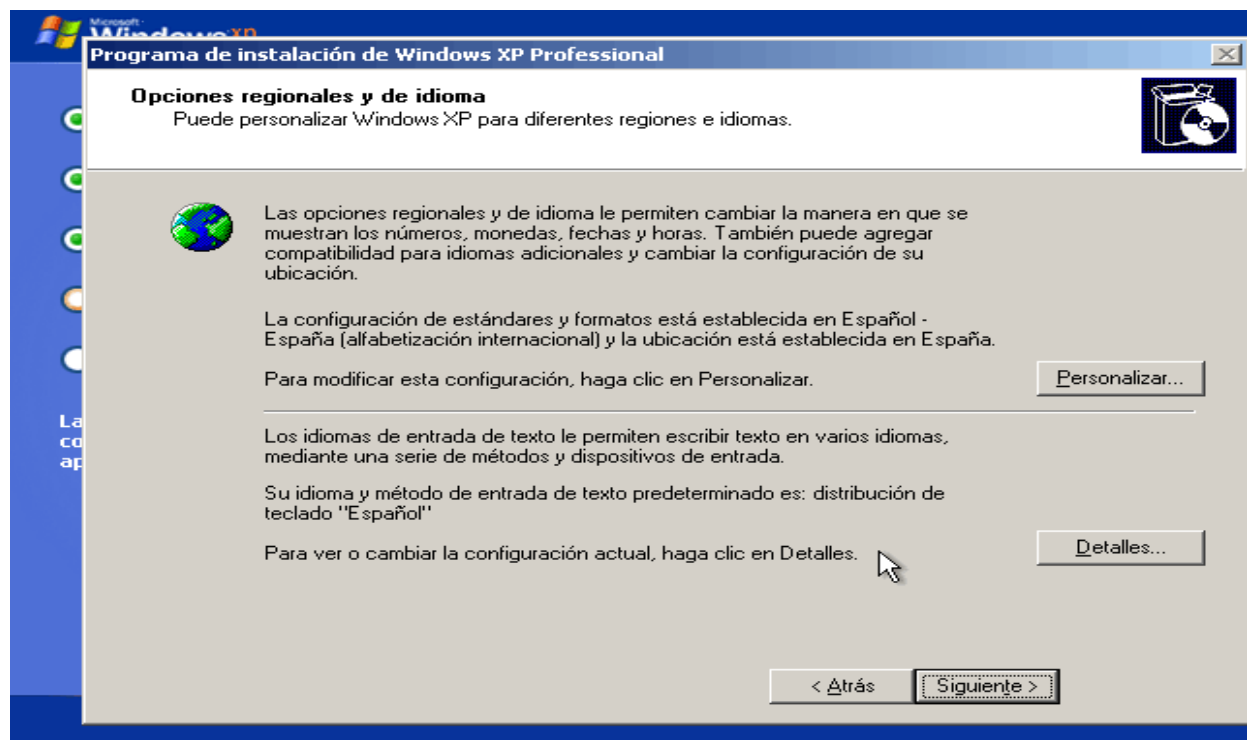 Microsoft
Windows xp
Programa de instalación de Windows XP Professional
Opciones regionales y de idioma
Puede personalizar Windows XP para diferentes regiones e idiomas.
Las opciones regionales y de idioma le permiten cambiar la manera en que se
muestran los números, monedas, fechas y horas. También puede agregar
compatibilidad para idiomas adicionales y cambiar la configuración de su
ubicación.
La configuración de estándares y formatos está establecida en Español -
España (alfabetización internacional) y la ubicación está establecida en España.
Para modificar esta configuración, haga clic en Personalizar.
Personalizar...
Los idiomas de entrada de texto le permiten escribir texto en varios idiomas,
mediante una serie de métodos y dispositivos de entrada.
Su idioma y método de entrada de texto predeterminado es: distribución de
teclado "Español"
Para ver o cambiar la configuración actual, haga clic en Detalles.
Detalles...
La
co
ap
< Atrás
Siguiente >